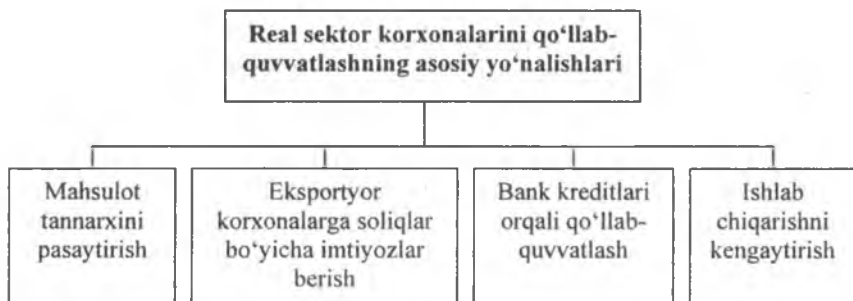 Real sektor korxonalarini qo‘llab-
quvvatlashning asosiy yo‘nalishlari
Mahsulot
tannarxini
pasaytirish
Eksportyor
korxonalarga soliqlar
bo‘yicha imtiyozlar
berish
Bank kreditlari
orqali qo‘llab-
quvvatlash
Ishlab
chiqarishni
kengaytirish